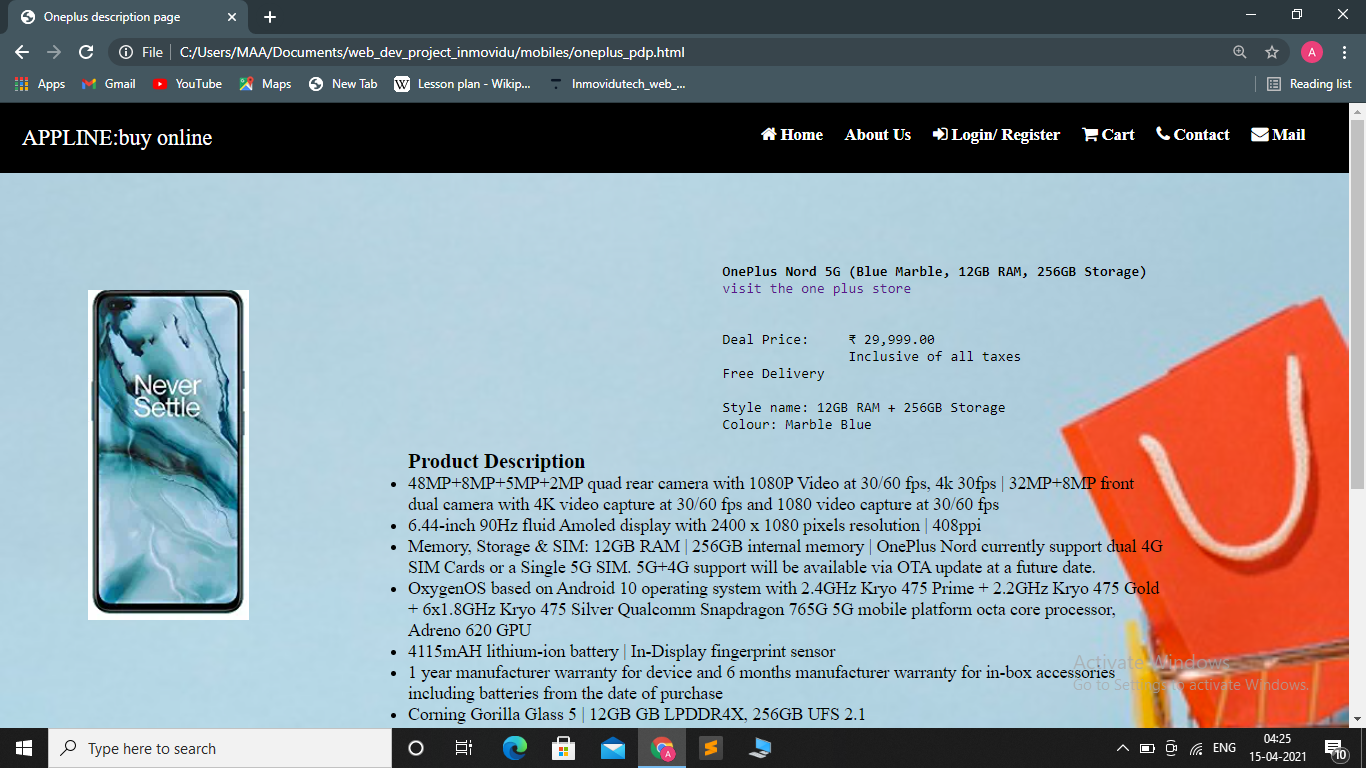 Oneplus description page
File
C:/Users/MAA/Documents/web_dev_project_inmovidu/mobiles/oneplus_pdp.html
A
Apps Gmail YouTube Maps New Tab W Lesson plan - Wikip... Inmovidutech_web_... Reading list
APPLINE:buy online
Home About Us Login/ Register Cart Contact Mail
OnePlus Nord 5G (Blue Marble, 12GB RAM, 256GB Storage)
visit the one plus store
Deal Price: ₹ 29,999.00
Inclusive of all taxes
Free Delivery
Style name: 12GB RAM + 256GB Storage
Colour: Marble Blue
Never
Settle
Product Description
• 48MP+8MP+5MP+2MP quad rear camera with 1080P Video at 30/60 fps, 4k 30fps | 32MP+8MP front
dual camera with 4K video capture at 30/60 fps and 1080 video capture at 30/60 fps
• 6.44-inch 90Hz fluid Amoled display with 2400 x 1080 pixels resolution | 408ppi
• Memory, Storage & SIM: 12GB RAM | 256GB internal memory | OnePlus Nord currently support dual 4G
SIM Cards or a Single 5G SIM. 5G+4G support will be available via OTA update at a future date.
• OxygenOS based on Android 10 operating system with 2.4GHz Kryo 475 Prime + 2.2GHz Kryo 475 Gold
+ 6x1.8GHz Kryo 475 Silver Qualcomm Snapdragon 765G 5G mobile platform octa core processor,
Adreno 620 GPU
• 4115mAH lithium-ion battery | In-Display fingerprint sensor
• 1 year manufacturer warranty for device and 6 months manufacturer warranty for in-box accessories
including batteries from the date of purchase
• Corning Gorilla Glass 5 | 12GB GB LPDDR4X, 256GB UFS 2.1
Activate Windows
Go to Settings to activate Windows.
Type here to search
A
ENG
04:25
15-04-2021
10